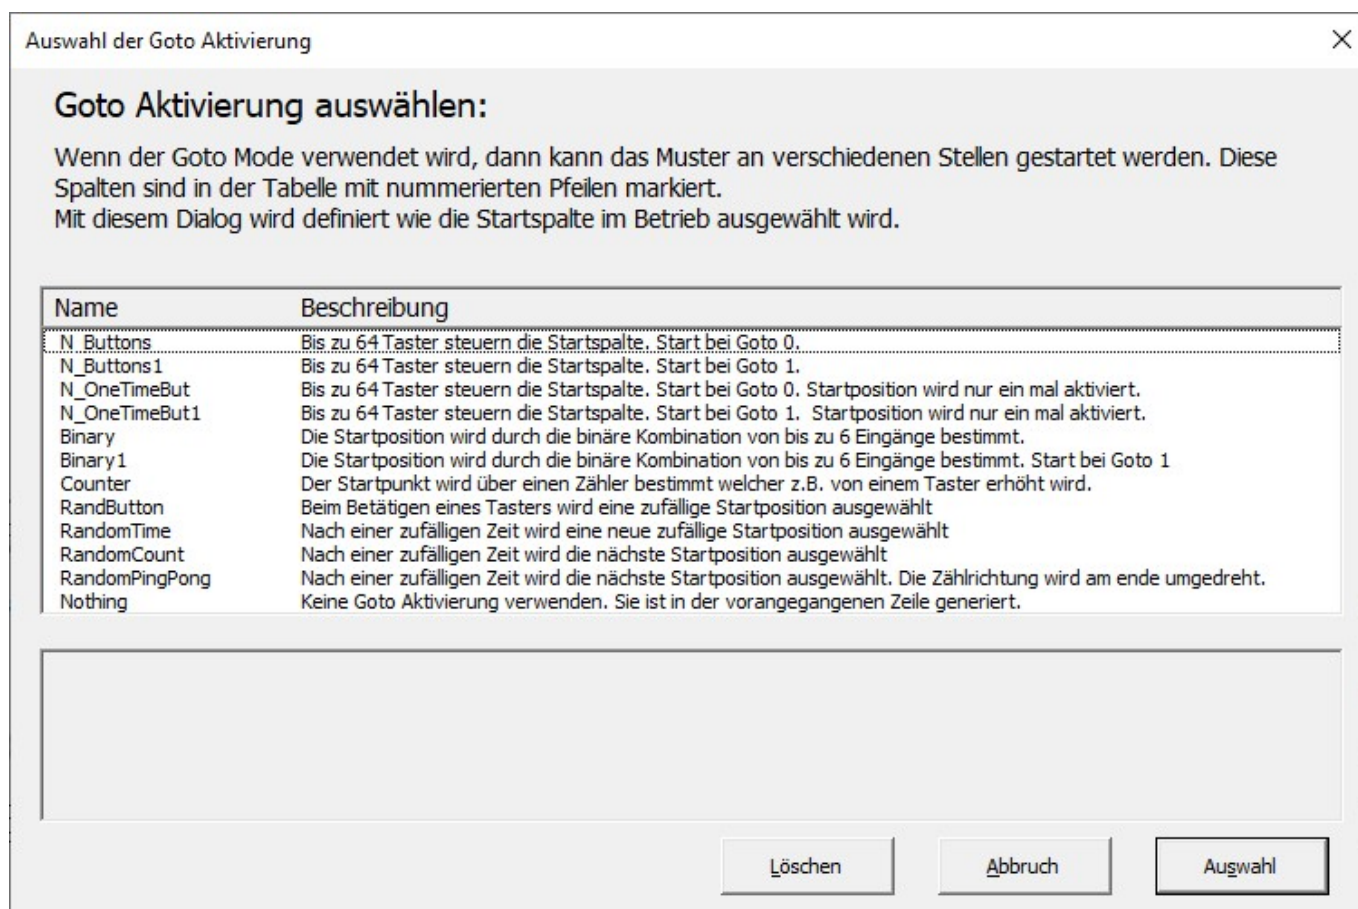 Auswahl der Goto Aktivierung
Goto Aktivierung auswählen:
Wenn der Goto Mode verwendet wird, dann kann das Muster an verschiedenen Stellen gestartet werden. Diese
Spalten sind in der Tabelle mit nummerierten Pfeilen markiert.
Mit diesem Dialog wird definiert wie die Startspalte im Betrieb ausgewählt wird.
Name Beschreibung
N_Buttons Bis zu 64 Taster steuern die Startspalte. Start bei Goto 0.
N_Buttons1 Bis zu 64 Taster steuern die Startspalte. Start bei Goto 1.
N_OneTimeBut Bis zu 64 Taster steuern die Startspalte. Start bei Goto 0. Startposition wird nur ein mal aktiviert.
N_OneTimeBut1 Bis zu 64 Taster steuern die Startspalte. Start bei Goto 1. Startposition wird nur ein mal aktiviert.
Binary Die Startposition wird durch die binäre Kombination von bis zu 6 Eingänge bestimmt.
Binary1 Die Startposition wird durch die binäre Kombination von bis zu 6 Eingänge bestimmt. Start bei Goto 1
Counter Der Startpunkt wird über einen Zähler bestimmt welcher z.B. von einem Taster erhöht wird.
RandButton Beim Betätigen eines Tasters wird eine zufällige Startposition ausgewählt
RandomTime Nach einer zufälligen Zeit wird eine neue zufällige Startposition ausgewählt
RandomCount Nach einer zufälligen Zeit wird die nächste Startposition ausgewählt
RandomPingPong Nach einer zufälligen Zeit wird die nächste Startposition ausgewählt. Die Zählrichtung wird am ende umgedreht.
Nothing Keine Goto Aktivierung verwenden. Sie ist in der vorangegangenen Zeile generiert.
Löschen Abbruch Auswahl